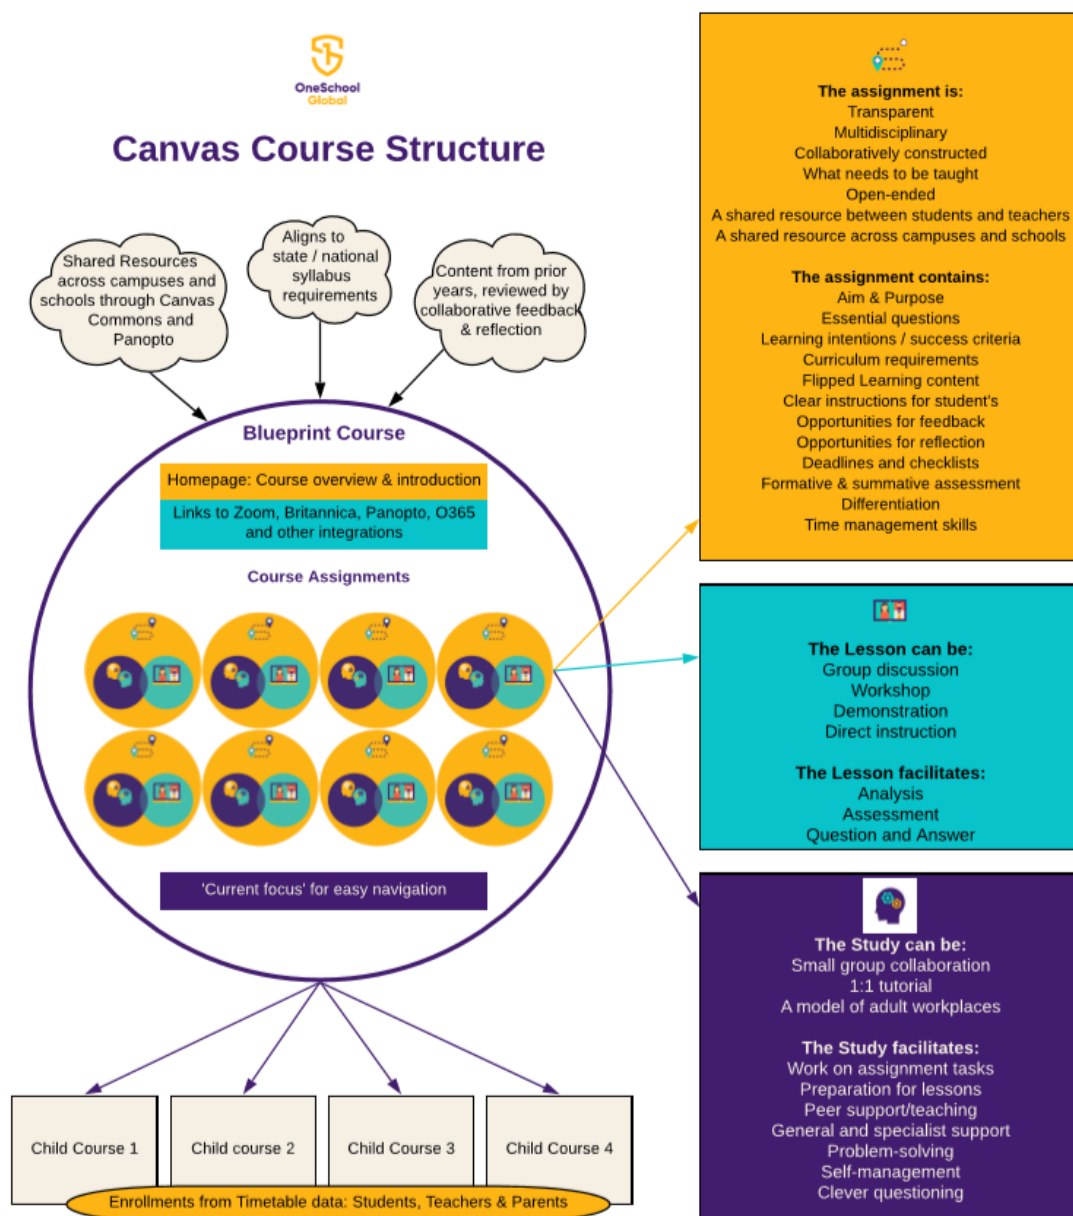 OneSchool
Global
Canvas Course Structure
Shared Resources
across campuses and
schools through Canvas
Commons and
Panopto
Aligns to
state / national
syllabus
requirements
Content from prior
years, reviewed by
collaborative feedback
& reflection
Blueprint Course
Homepage: Course overview & introduction
Links to Zoom, Britannica, Panopto, O365
and other integrations
Course Assignments
'Current focus' for easy navigation
Child Course 1
Child course 2
Child Course 3
Child Course 4
Enrollments from Timetable data: Students, Teachers & Parents
The assignment is:
Transparent
Multidisciplinary
Collaboratively constructed
What needs to be taught
Open-ended
A shared resource between students and teachers
A shared resource across campuses and schools
The assignment contains:
Aim & Purpose
Essential questions
Learning intentions / success criteria
Curriculum requirements
Flipped Learning content
Clear instructions for student's
Opportunities for feedback
Opportunities for reflection
Deadlines and checklists
Formative & summative assessment
Differentiation
Time management skills
The Lesson can be:
Group discussion
Workshop
Demonstration
Direct instruction
The Lesson facilitates:
Analysis
Assessment
Question and Answer
The Study can be:
Small group collaboration
1:1 tutorial
A model of adult workplaces
The Study facilitates:
Work on assignment tasks
Preparation for lessons
Peer support/teaching
General and specialist support
Problem-solving
Self-management
Clever questioning